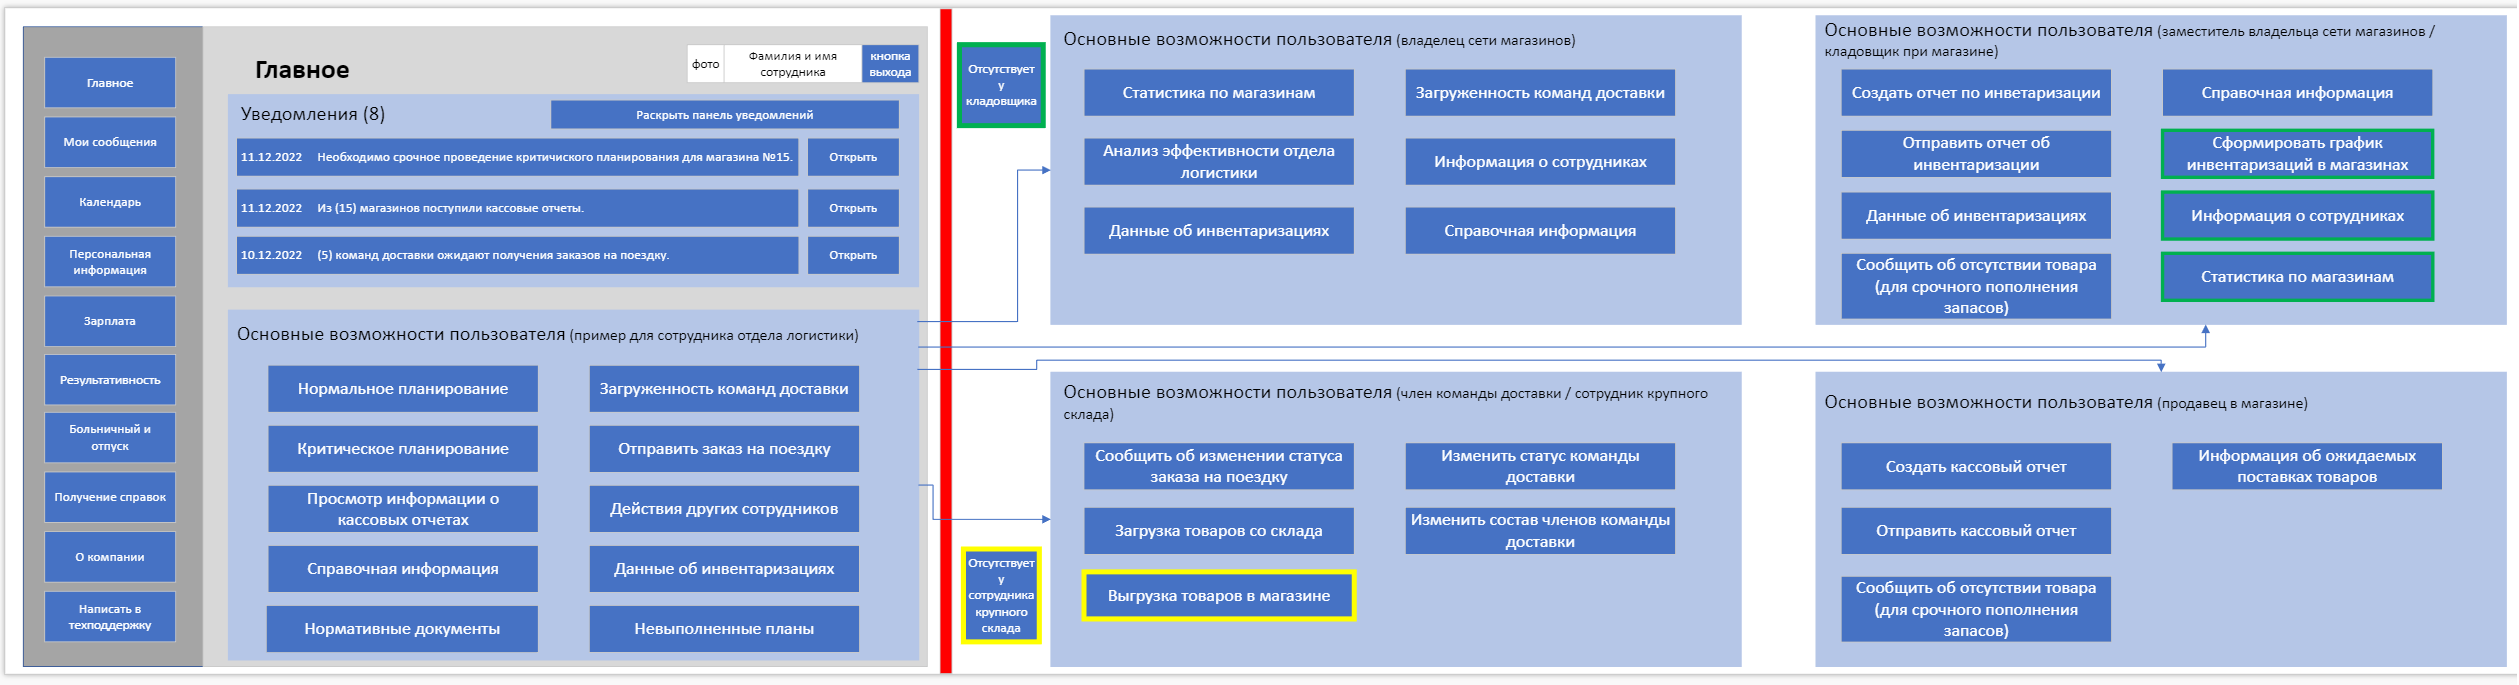 Главное
Мои сообщения
Календарь
Персональная
информация
Зарплата
Результативность
Больничный и
отпуск
Получение справок
О компании
Написать в
техподдержку
Главное
фото
Фамилия и имя
сотрудника
кнопка
выхода
Уведомления (8)
Раскрыть панель уведомлений
11.12.2022 Необходимо срочное проведение критичиского планирования для магазина №15.
Открыть
11.12.2022 Из (15) магазинов поступили кассовые отчеты.
Открыть
10.12.2022 (5) команд доставки ожидают получения заказов на поездку.
Открыть
Основные возможности пользователя (пример для сотрудника отдела логистики)
Нормальное планирование
Загруженность команд доставки
Критическое планирование
Отправить заказ на поездку
Просмотр информации о
кассовых отчетах
Действия других сотрудников
Справочная информация
Данные об инвентаризациях
Нормативные документы
Невыполненные планы
Отсутствует
у
кладовщика
Отсутствует
у
сотрудника
крупного
склада
Основные возможности пользователя (владелец сети магазинов)
Статистика по магазинам
Загруженность команд доставки
Анализ эффективности отдела
логистики
Информация о сотрудниках
Данные об инвентаризациях
Справочная информация
Основные возможности пользователя (заместитель владельца сети магазинов /
кладовщик при магазине)
Создать отчет по инветаризации
Справочная информация
Отправить отчет об
инвентаризации
Сформировать график
инвентаризаций в магазинах
Данные об инвентаризациях
Информация о сотрудниках
Сообщить об отсутствии товара
(для срочного пополнения
запасов)
Статистика по магазинам
Основные возможности пользователя (член команды доставки / сотрудник крупного
склада)
Сообщить об изменении статуса
заказа на поездку
Изменить статус команды
доставки
Загрузка товаров со склада
Изменить состав членов команды
доставки
Выгрузка товаров в магазине
Основные возможности пользователя (продавец в магазине)
Создать кассовый отчет
Информация об ожидаемых
поставках товаров
Отправить кассовый отчет
Сообщить об отсутствии товара
(для срочного пополнения
запасов)